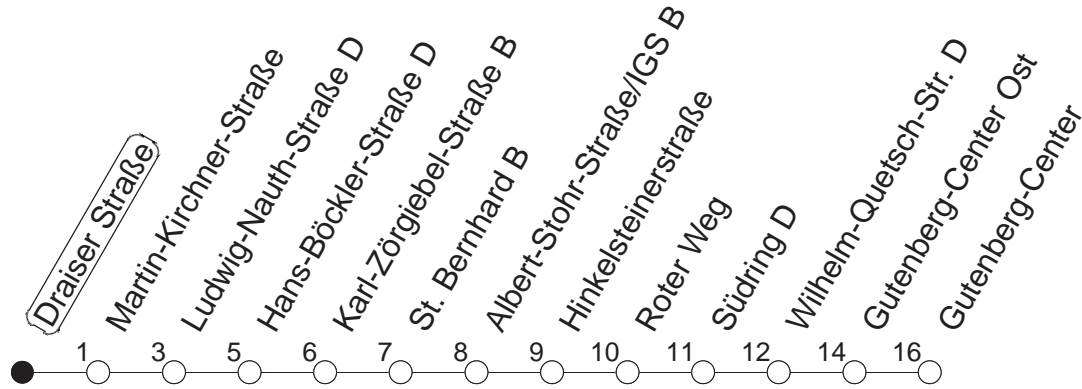 Draiser Straße
Martin-Kirchner-Straße
Ludwig-Nauth-Straße D
Hans-Böckler-Straße D
Karl-Zörgiebel-Straße B
St. Bernhard B
Albert-Stohr-Straße/IGS B
Hinkelsteinerstraße
Roter Weg
Südring D
Wilhelm-Quetsch-Str. D
Gutenberg-Center Ost
Gutenberg-Center
1 3 5 6 7 8 9 10 11 12 14 16